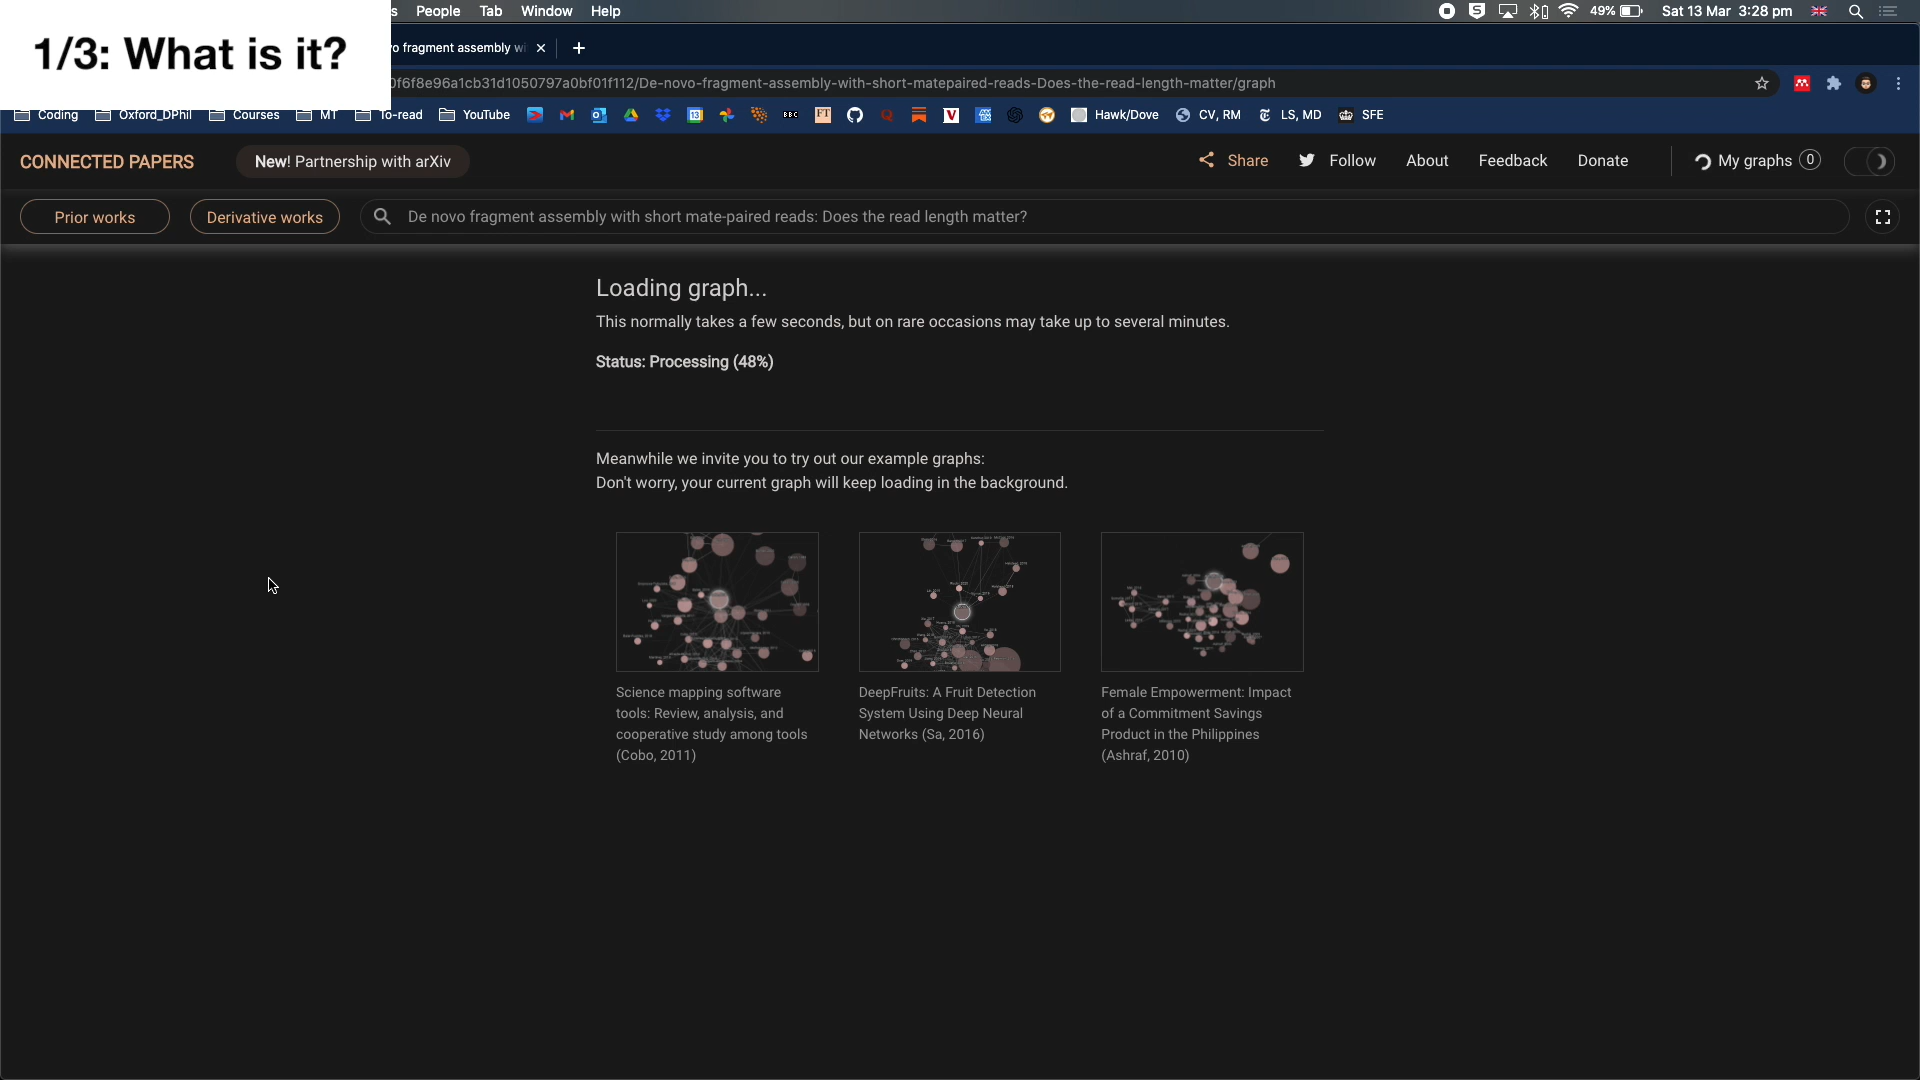 s People Tab Window Help
49% Sat 13 Mar 3:28 pm
1/3: What is it?
vo fragment assembly wi
0f6f8e96a1cb31d1050797a0bf01f112/De-novo-fragment-assembly-with-short-matepaired-reads-Does-the-read-length-matter/graph
Coding Oxford_DPhil Courses MT To-read YouTube BBC FT Hawk/Dove CV, RM LS, MD SFE
CONNECTED PAPERS New! Partnership with arXiv Share Follow About Feedback Donate My graphs 0
Prior works Derivative works De novo fragment assembly with short mate-paired reads: Does the read length matter?
Loading graph...
This normally takes a few seconds, but on rare occasions may take up to several minutes.
Status: Processing (48%)
Meanwhile we invite you to try out our example graphs:
Don't worry, your current graph will keep loading in the background.
Science mapping software
tools: Review, analysis, and
cooperative study among tools
(Cobo, 2011)
DeepFruits: A Fruit Detection
System Using Deep Neural
Networks (Sa, 2016)
Female Empowerment: Impact
of a Commitment Savings
Product in the Philippines
(Ashraf, 2010)